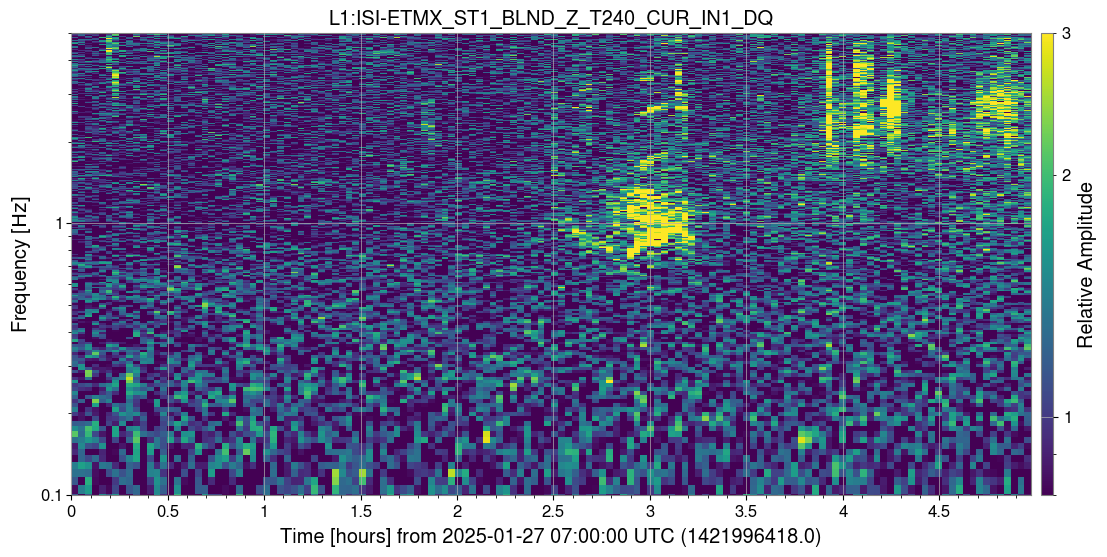 L1:ISI-ETMX_ST1_BLND_Z_T240_CUR_IN1_DQ
Frequency [Hz]
1
0.1
0 0.5 1 1.5 2 2.5 3 3.5 4 4.5
Time [hours] from 2025-01-27 07:00:00 UTC (1421996418.0)
3
2
1
Relative Amplitude